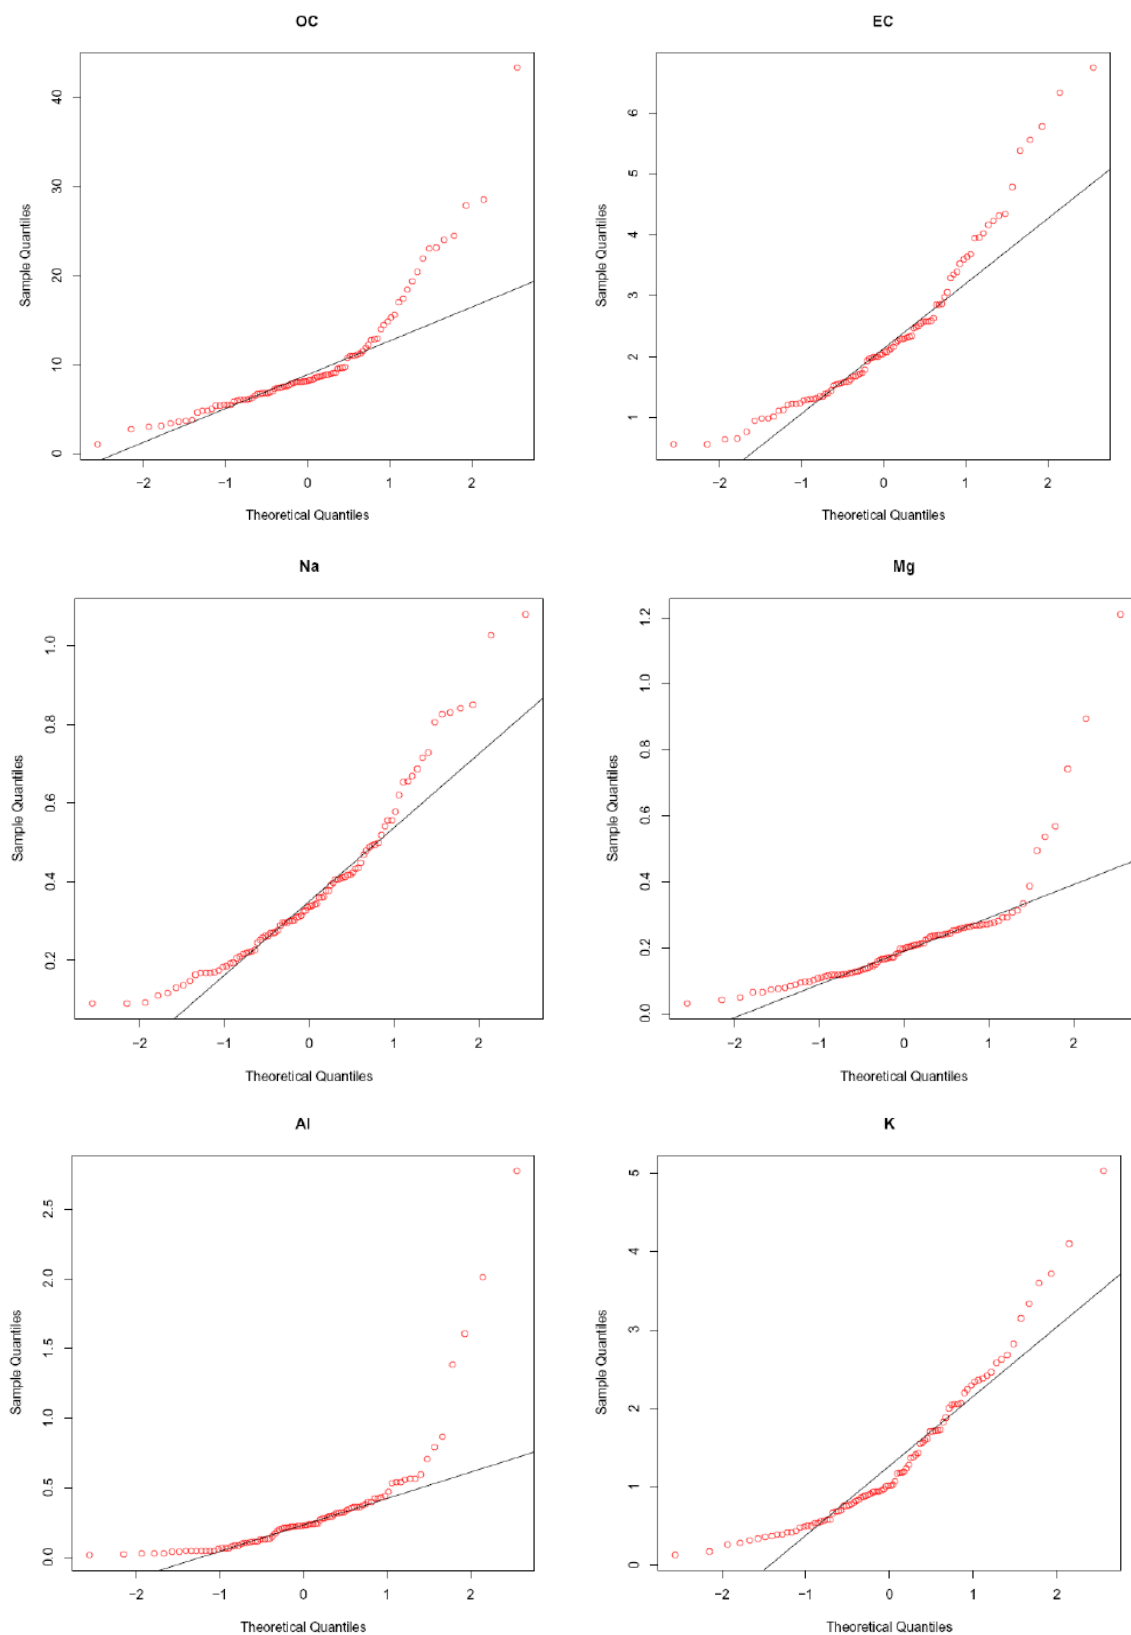 OC
40
30
20
10
0
Sample Quantiles
−2 −1 0 1 2
Theoretical Quantiles
EC
6
5
4
3
2
1
Sample Quantiles
−2 −1 0 1 2
Theoretical Quantiles
Na
1.0
0.8
0.6
0.4
0.2
Sample Quantiles
−2 −1 0 1 2
Theoretical Quantiles
Mg
1.2
1.0
0.8
0.6
0.4
0.2
0.0
Sample Quantiles
−2 −1 0 1 2
Theoretical Quantiles
Al
2.5
2.0
1.5
1.0
0.5
0.0
Sample Quantiles
−2 −1 0 1 2
Theoretical Quantiles
K
5
4
3
2
1
0
Sample Quantiles
−2 −1 0 1 2
Theoretical Quantiles